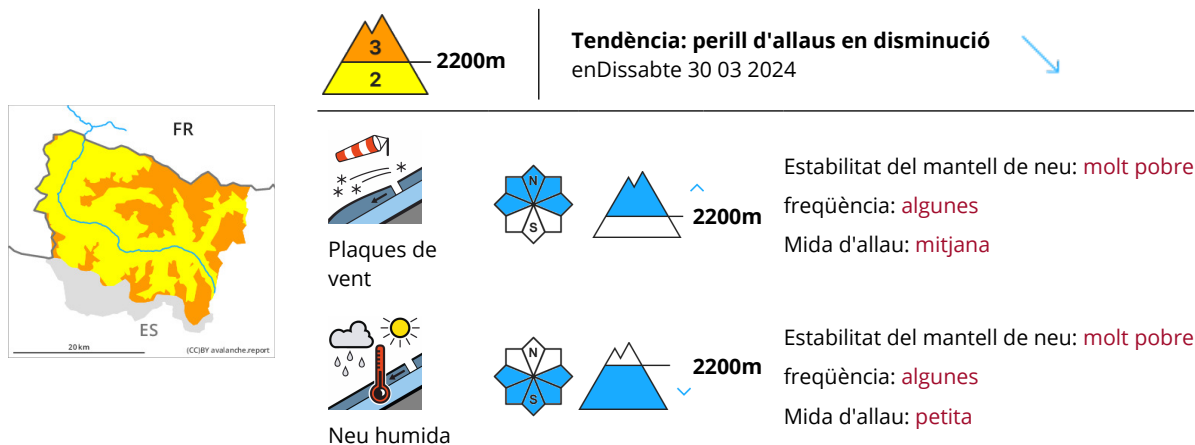 3
2
2200m
Tendència: perill d'allaus en disminució
enDissabte 30 03 2024
FR
ES
20 km
(CC)BY avalanche.report
Plaques de
vent
N
S
2200m
Estabilitat del mantell de neu: molt pobre
freqüència: algunes
Mida d'allau: mitjana
Neu humida
N
S
2200m
Estabilitat del mantell de neu: molt pobre
freqüència: algunes
Mida d'allau: petita